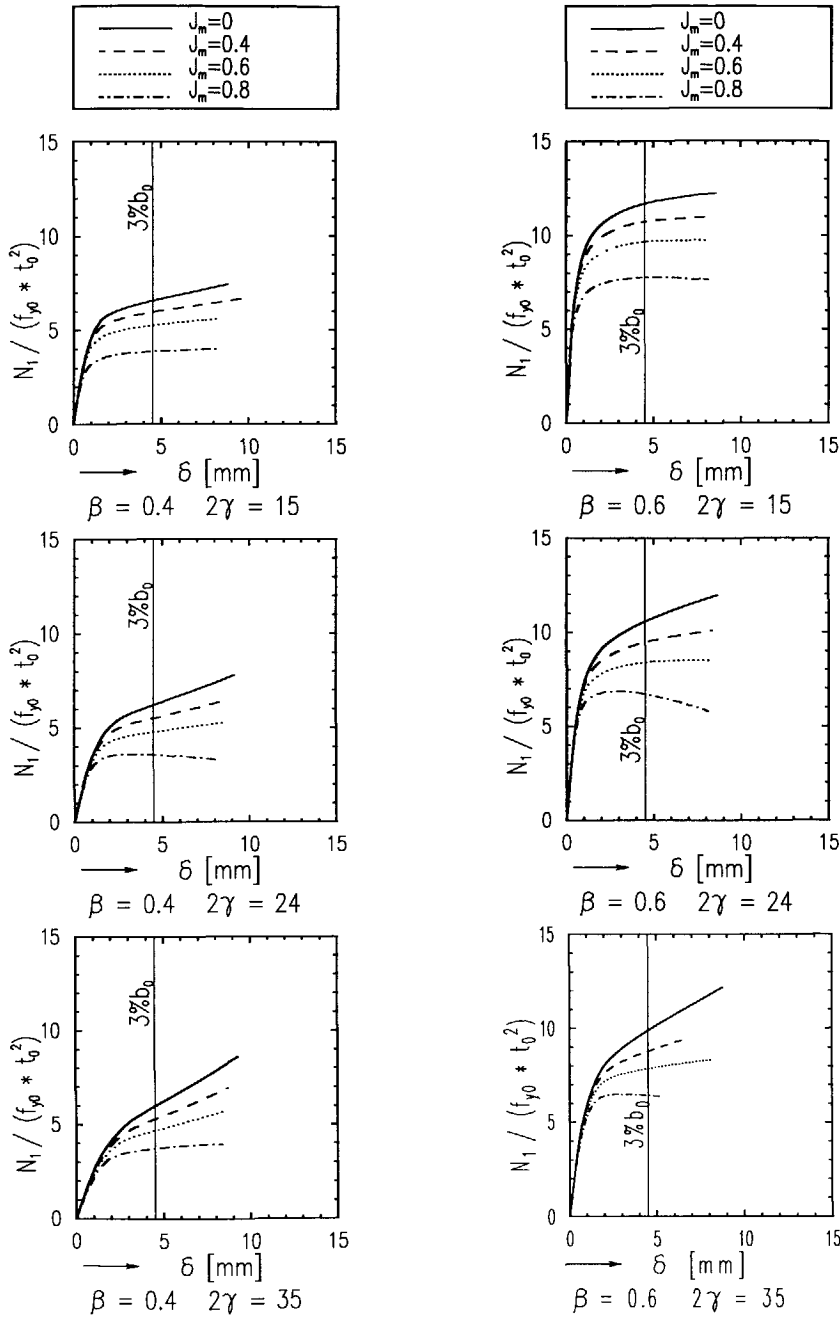 J_m=0
J_m=0.4
J_m=0.6
J_m=0.8
J_m=0
J_m=0.4
J_m=0.6
J_m=0.8
15
10
5
0
N_1 / (f_y0 * t_0^2)
3%b_0
0 5 10 15
δ [mm]
β = 0.4 2γ = 15
15
10
5
0
N_1 / (f_y0 * t_0^2)
3%b_0
0 5 10 15
δ [mm]
β = 0.6 2γ = 15
15
10
5
0
N_1 / (f_y0 * t_0^2)
3%b_0
0 5 10 15
δ [mm]
β = 0.4 2γ = 24
15
10
5
0
N_1 / (f_y0 * t_0^2)
3%b_0
0 5 10 15
δ [mm]
β = 0.6 2γ = 24
15
10
5
0
N_1 / (f_y0 * t_0^2)
3%b_0
0 5 10 15
δ [mm]
β = 0.4 2γ = 35
15
10
5
0
N_1 / (f_y0 * t_0^2)
3%b_0
0 5 10 15
δ [mm]
β = 0.6 2γ = 35